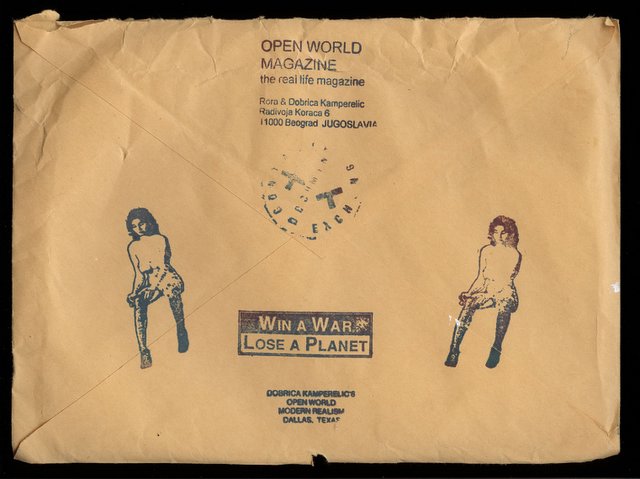 OPEN WORLD
MAGAZINE
the real life magazine
Rora & Dobrica Kamperelic
Radivoja Koraca 6
11000 Beograd JUGOSLAVIA
WIN A WAR
LOSE A PLANET
DOBRICA KAMPERELIC'S
OPEN WORLD
MODERN REALISM
DALLAS, TEXAS